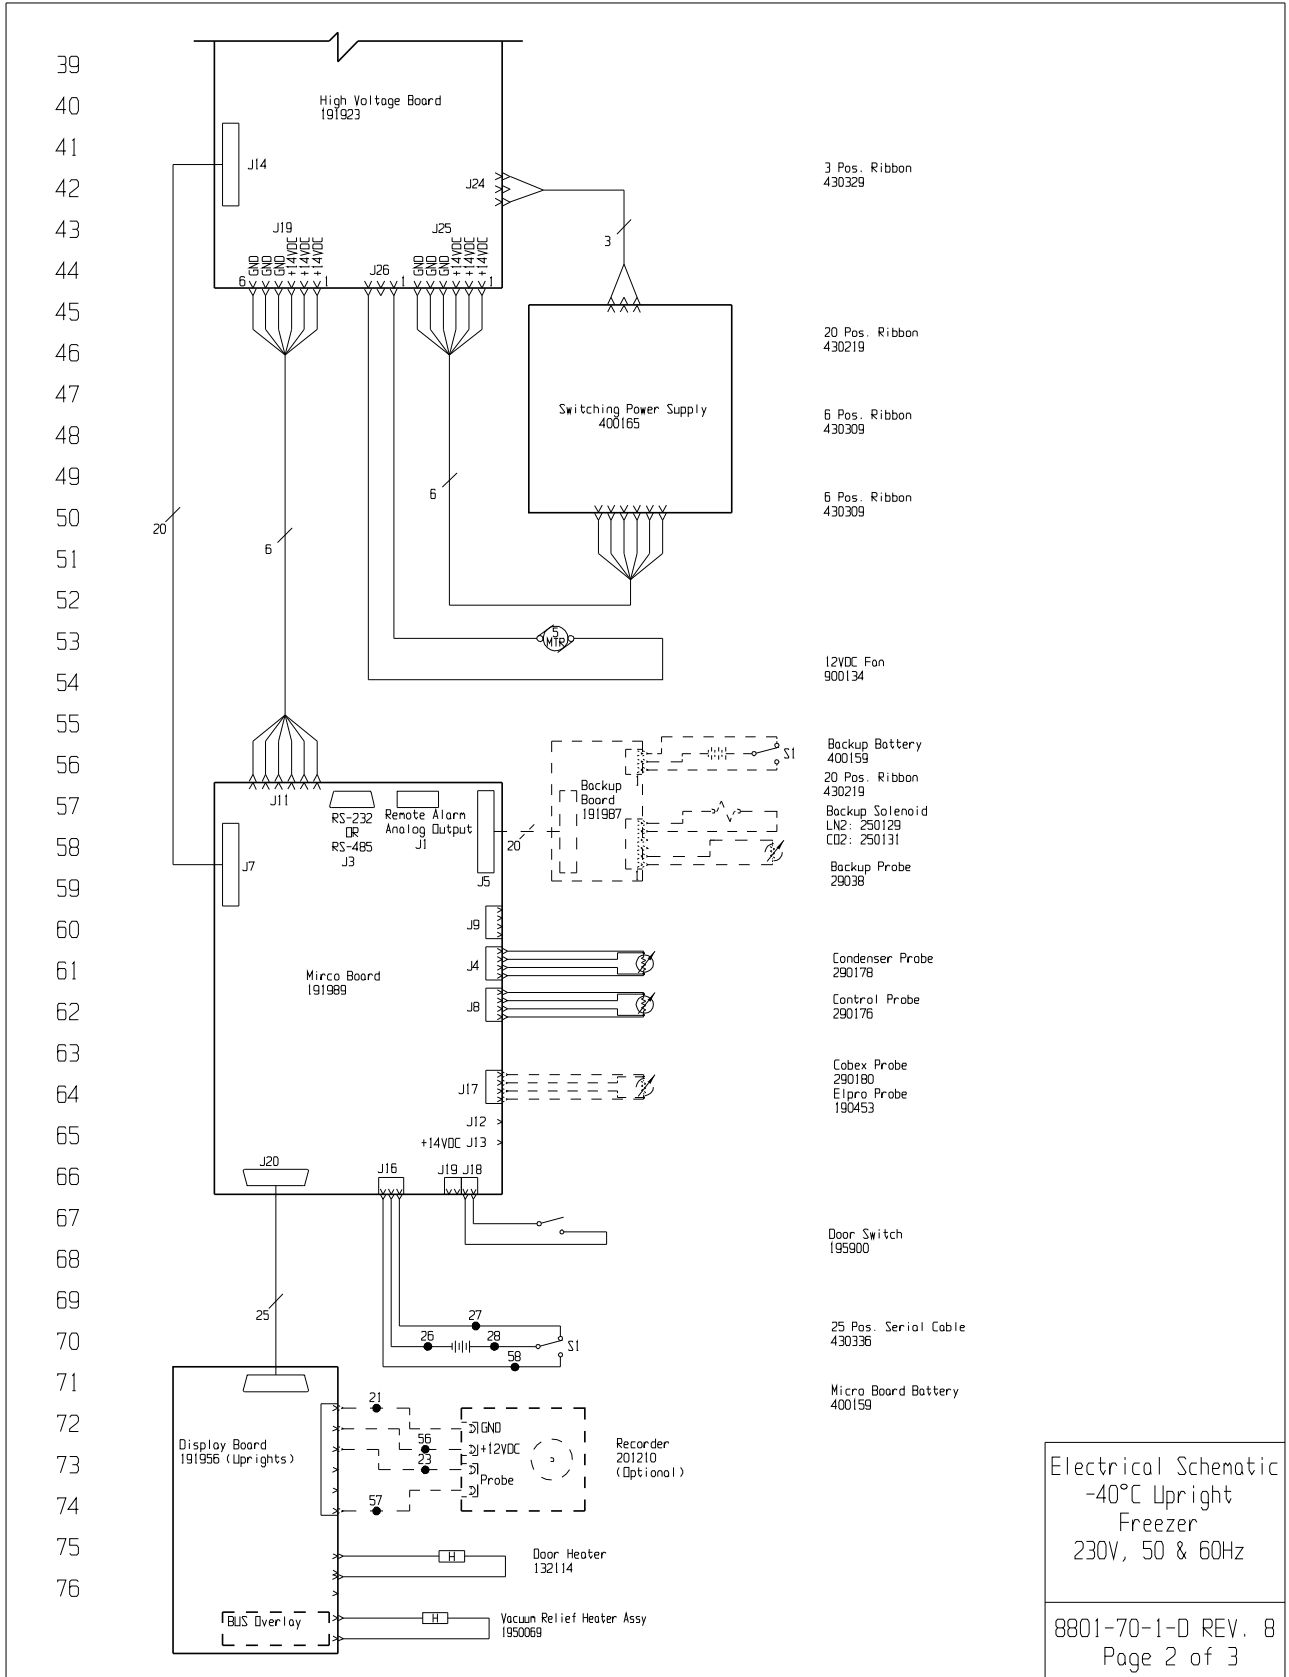 39
40
41
42
43
44
45
46
47
48
49
50
51
52
53
54
55
56
57
58
59
60
61
62
63
64
65
66
67
68
69
70
71
72
73
74
75
76
High Voltage Board
191923
J14
J24
J19
J25
GND
GND
GND
+14VDC
+14VDC
+14VDC
GND
GND
GND
+14VDC
+14VDC
+14VDC
6
1
J26
1
1
3
Switching Power Supply
400165
6
20
6
5
MTR
3 Pos. Ribbon
430329
20 Pos. Ribbon
430219
6 Pos. Ribbon
430309
6 Pos. Ribbon
430309
12VDC Fan
900134
J11
RS-232
OR
RS-485
J3
Remote Alarm
Analog Output
J1
J7
J5
20
Backup
Board
191987
1
1
S1
Backup Battery
400159
20 Pos. Ribbon
430219
Backup Solenoid
LN2: 250129
CO2: 250131
Backup Probe
29038
J9
J4
J8
Mirco Board
191989
Condenser Probe
290178
Control Probe
290176
J17
Cobex Probe
290180
Elpro Probe
190453
J12
+14VDC J13
J20
J16
J19 J18
Door Switch
195900
25
27
26
28
S1
58
25 Pos. Serial Cable
430336
Micro Board Battery
400159
Display Board
191956 (Uprights)
21
56
23
57
GND
+12VDC
Probe
Recorder
201210
(Optional)
H
Door Heater
132114
BUS Overlay
H
Vacuum Relief Heater Assy
1950069
Electrical Schematic
-40°C Upright
Freezer
230V, 50 & 60Hz
8801-70-1-D REV. 8
Page 2 of 3